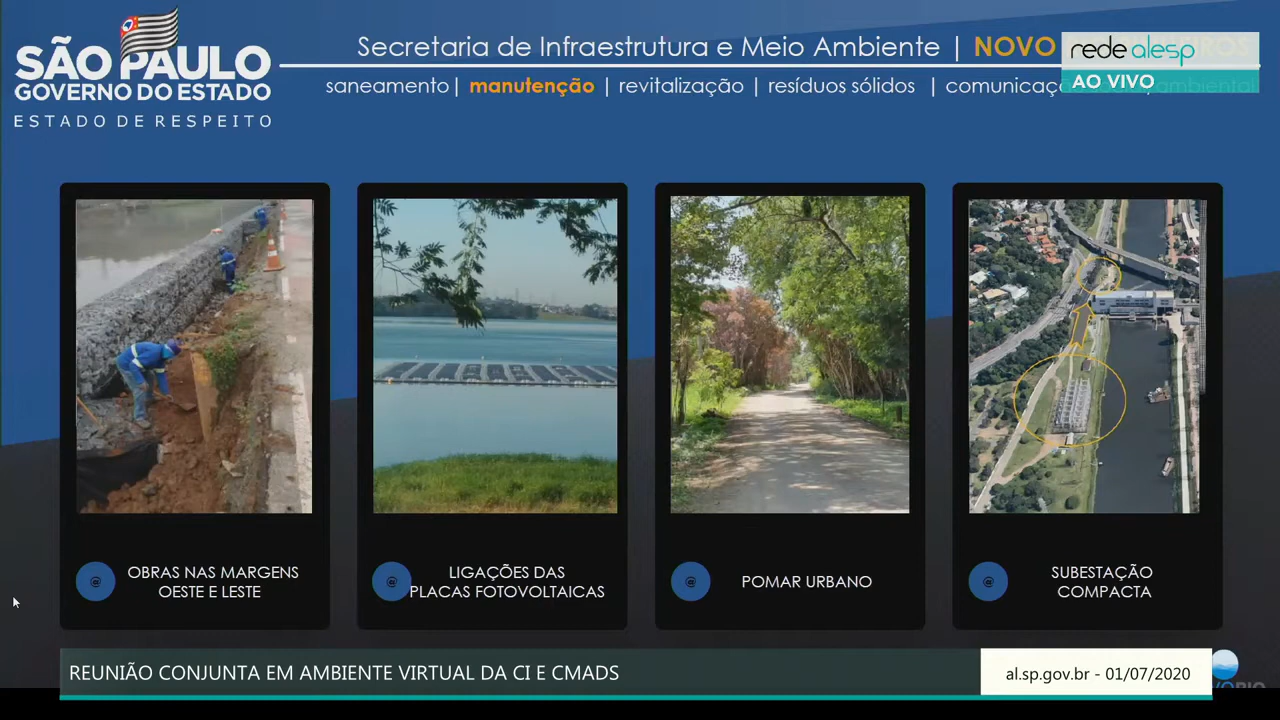 SÃO PAULO
GOVERNO DO ESTADO
ESTADO DE RESPEITO
Secretaria de Infraestrutura e Meio Ambiente | NOVO
rede alesp
AO VIVO
saneamento | manutenção | revitalização | resíduos sólidos | comunicaçã ambiental
OBRAS NAS MARGENS
OESTE E LESTE
LIGAÇÕES DAS
PLACAS FOTOVOLTAICAS
POMAR URBANO
SUBESTAÇÃO
COMPACTA
@
@
@
@
REUNIÃO CONJUNTA EM AMBIENTE VIRTUAL DA CI E CMADS
al.sp.gov.br - 01/07/2020